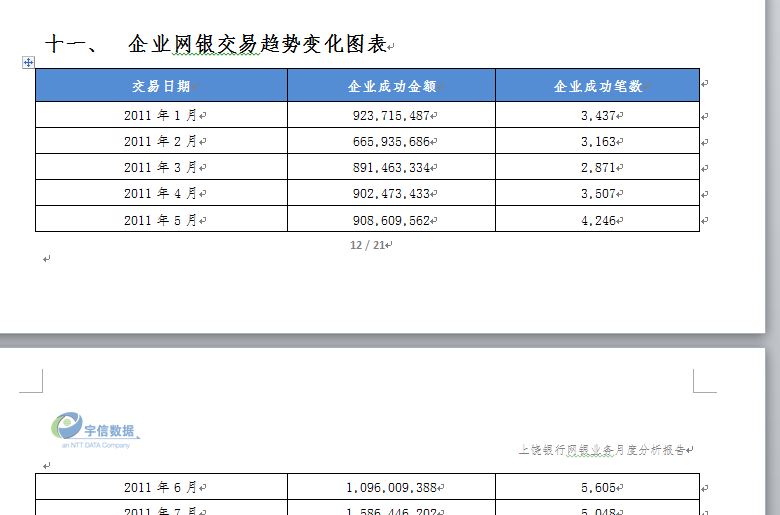 十一、 企业网银交易趋势变化图表
交易日期 企业成功金额 企业成功笔数
2011 年 1 月 923,715,487 3,437
2011 年 2 月 665,935,686 3,163
2011 年 3 月 891,463,334 2,871
2011 年 4 月 902,473,433 3,507
2011 年 5 月 908,609,562 4,246
12 / 21
宇信数据
an NTT DATA Company
上饶银行网银业务月度分析报告
2011 年 6 月 1,096,009,388 5,605
2011 年 7 月 1,586,446,202 5,048